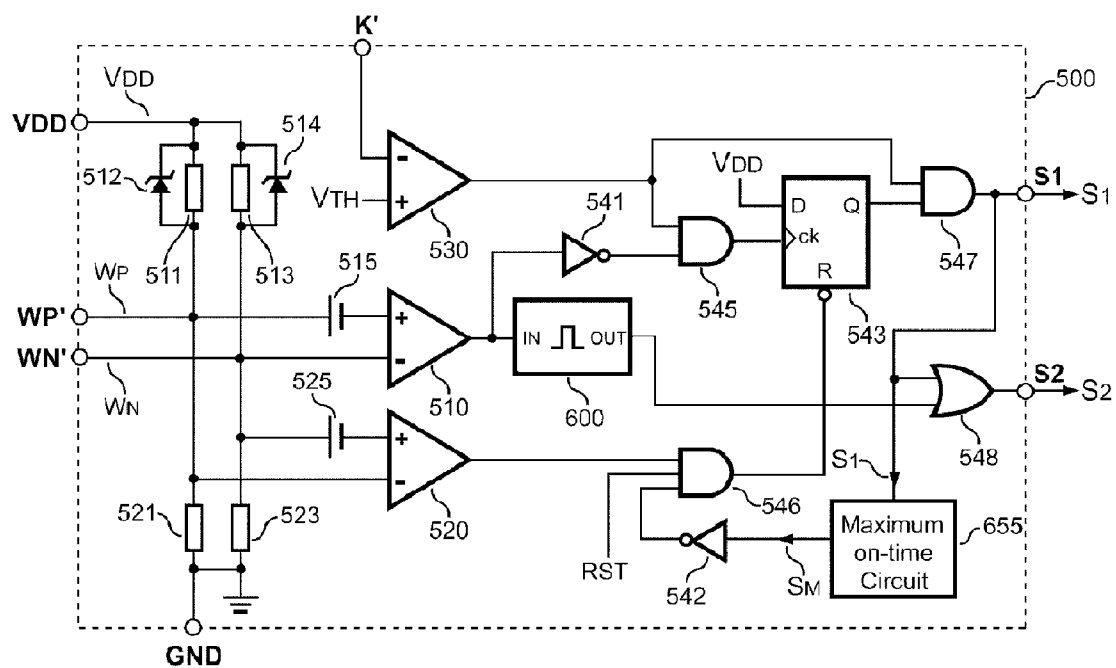 K'
500
VDD
VDD
514
512
VTH
530
541
VDD
D
Q
ck
R
S1
S1
547
511
513
515
545
543
WP
WP'
WN'
WN
510
IN
OUT
600
525
S2
S2
548
S1
521
523
520
546
RST
542
SM
Maximum
on-time
Circuit
655
GND